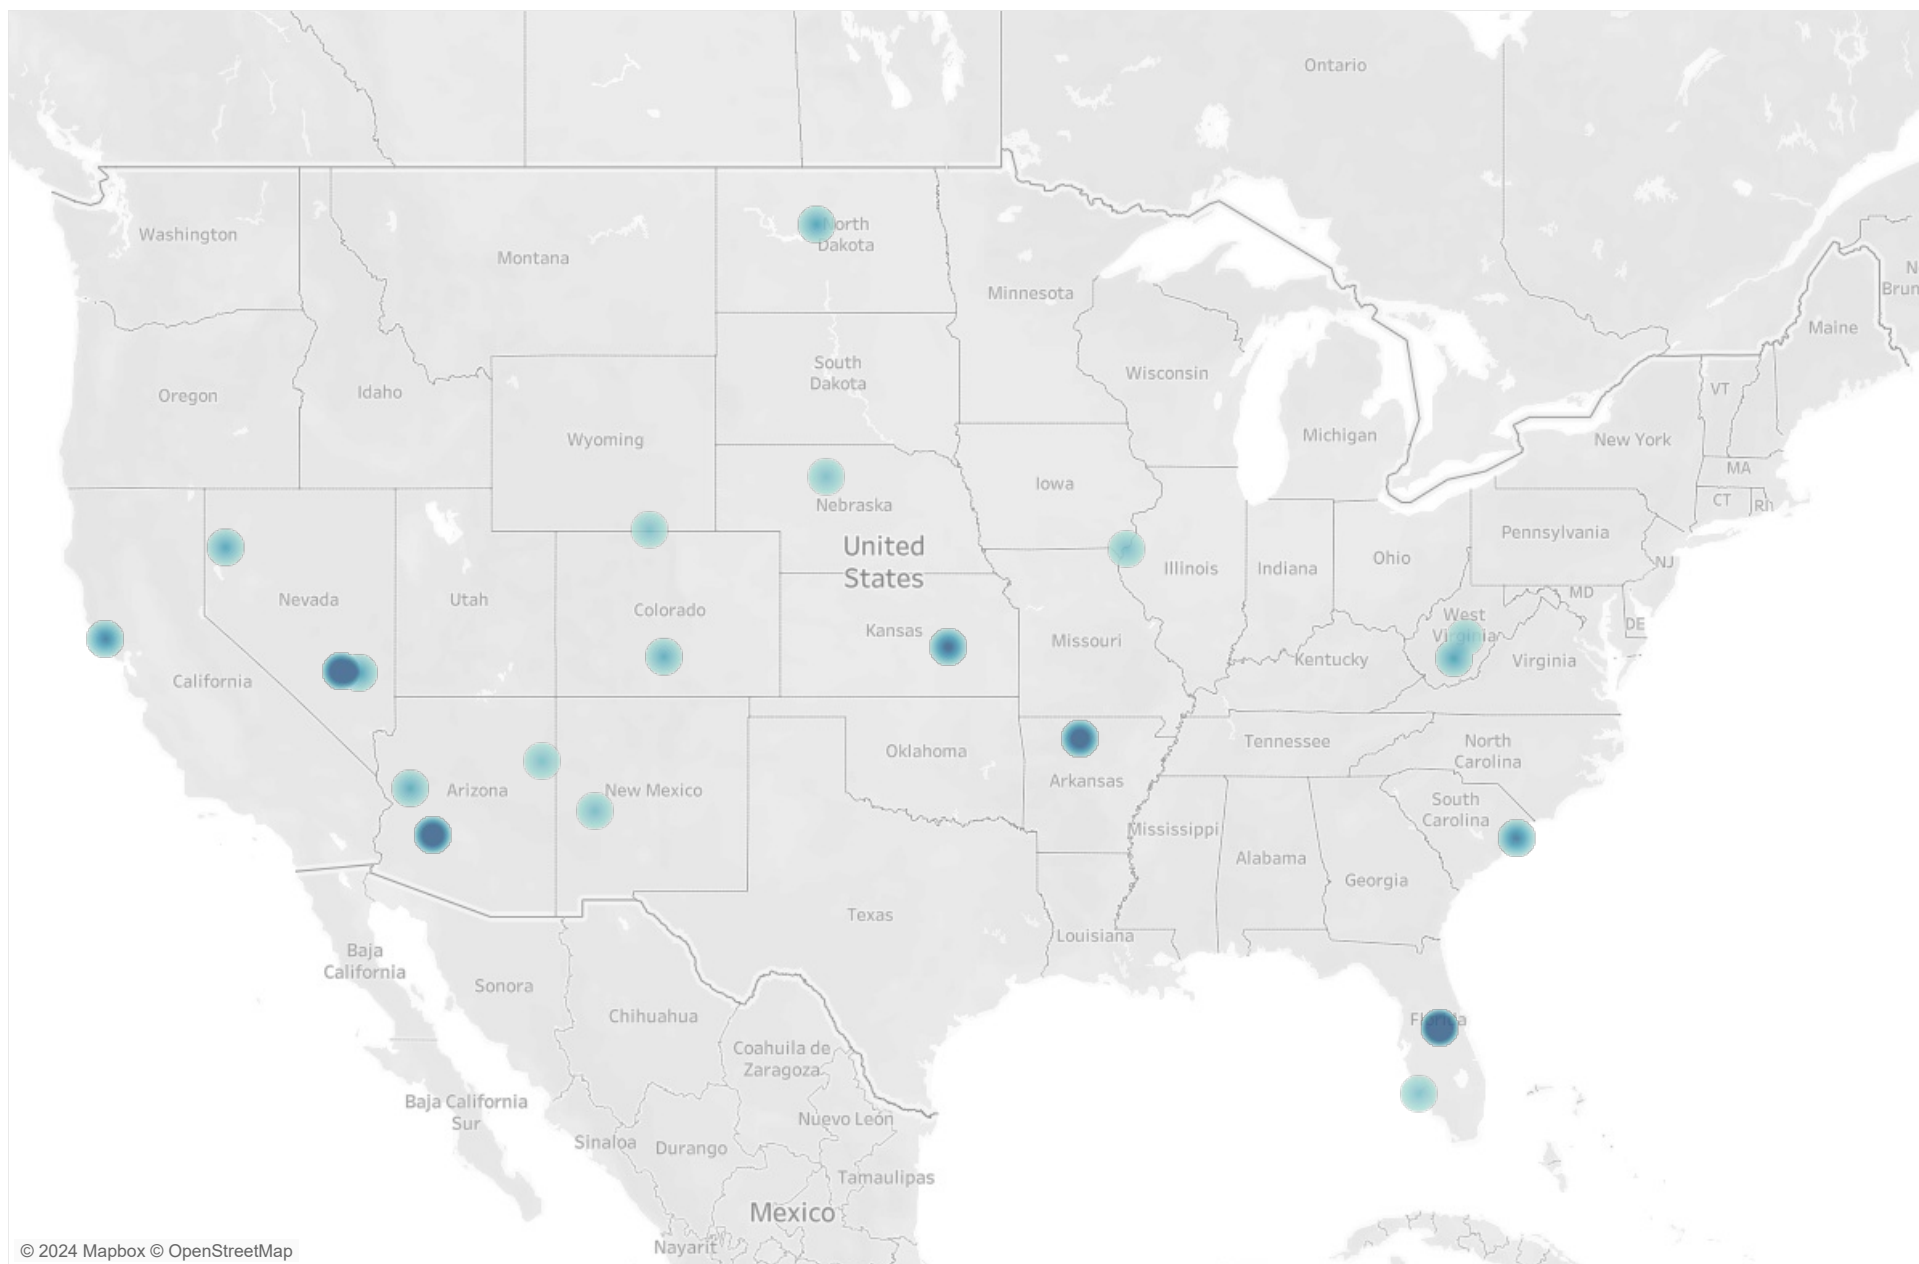 Ontario
Washington
North
Dakota
Montana
Minnesota
N
Brun
Maine
South
Dakota
Wisconsin
VT
Oregon
Idaho
Wyoming
Michigan
New York
MA
Iowa
CT
RI
Nebraska
Pennsylvania
United
States
Illinois
Indiana
Ohio
NJ
Nevada
Utah
Colorado
MD
West
Virginia
DE
Kansas
Missouri
Kentucky
Virginia
California
Oklahoma
Tennessee
North
Carolina
Arizona
New Mexico
Arkansas
South
Carolina
Mississippi
Alabama
Georgia
Texas
Louisiana
Baja
California
Sonora
Chihuahua
Florida
Coahuila de
Zaragoza
Baja California
Sur
Nuevo León
Sinaloa
Durango
Tamaulipas
Mexico
Nayarit
© 2024 Mapbox © OpenStreetMap